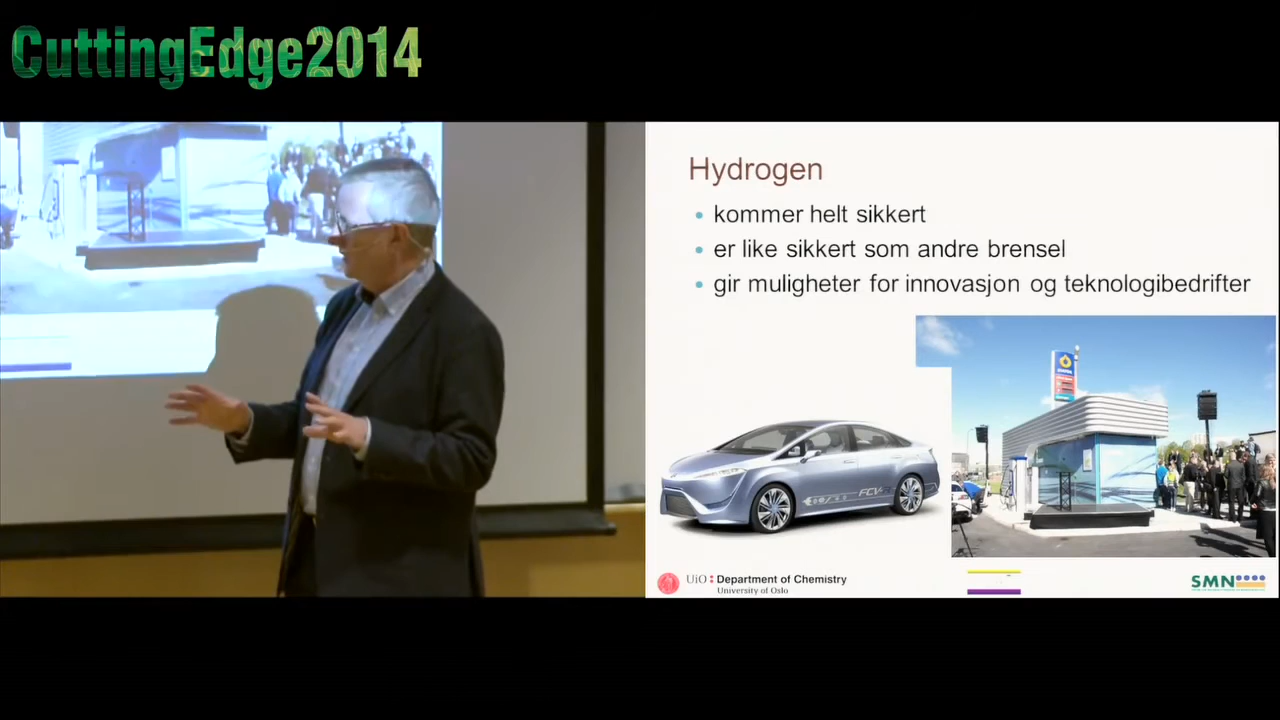 CuttingEdge2014
Hydrogen
• kommer helt sikkert
• er like sikkert som andre brensel
• gir muligheter for innovasjon og teknologibedrifter
FCV-R
UiO : Department of Chemistry
University of Oslo
SMN